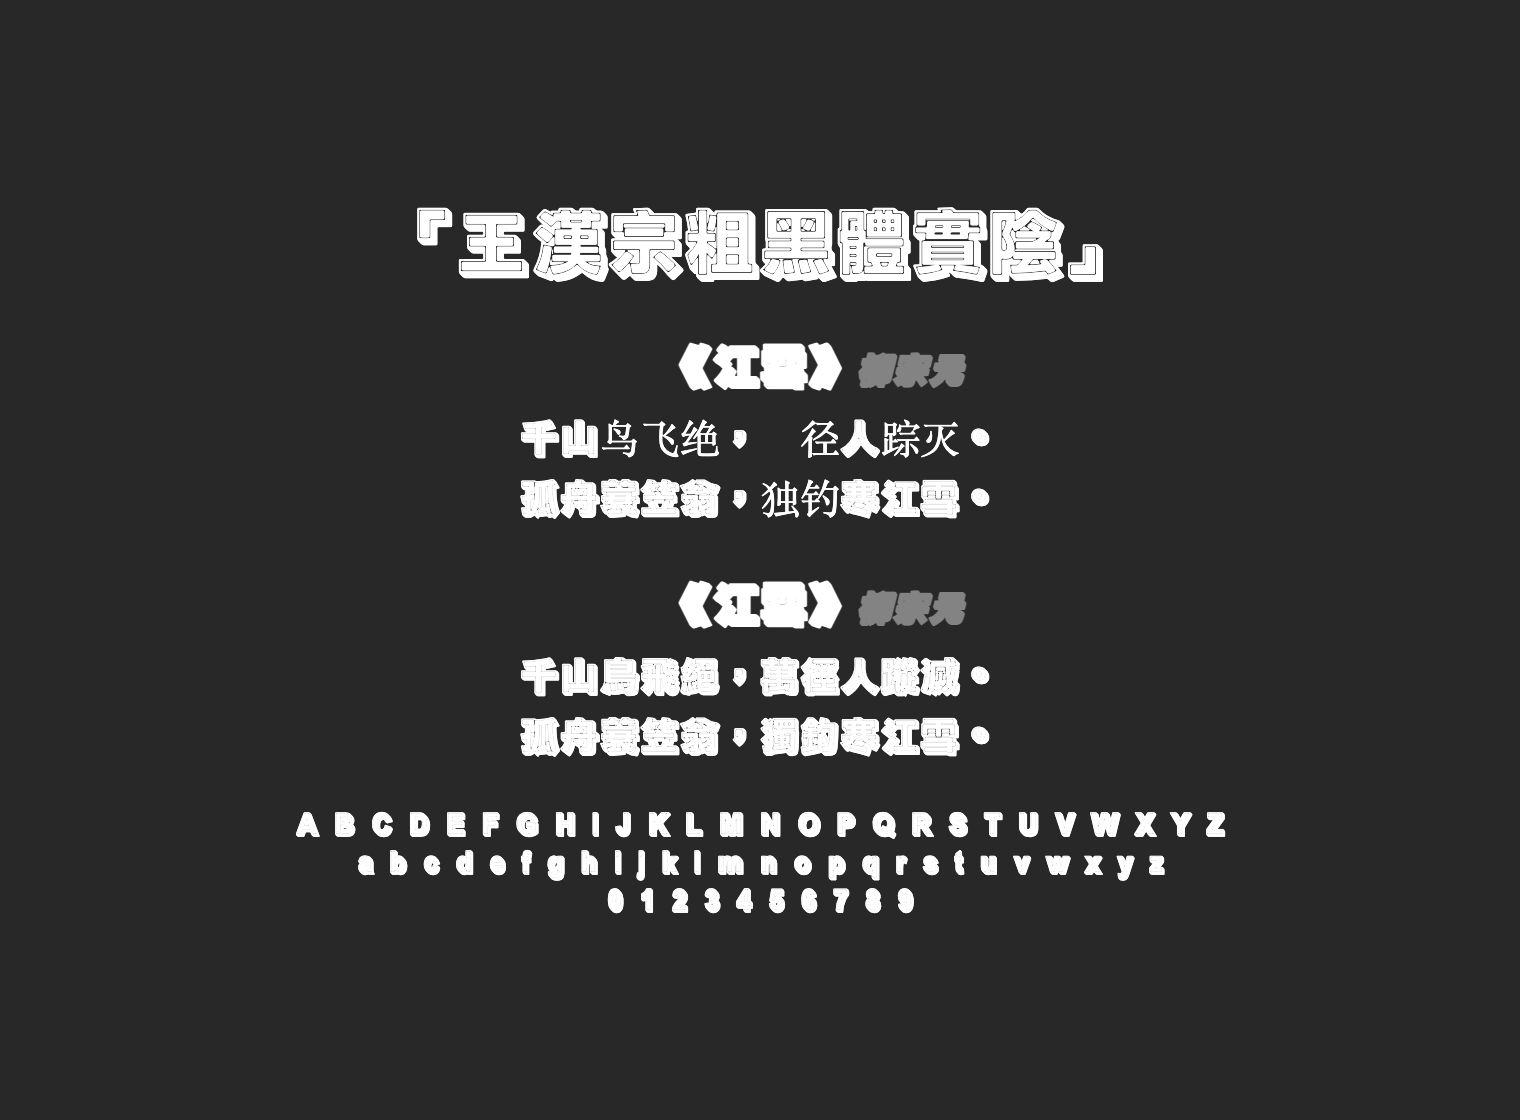 「王漢宗粗黑體實陰」
《江雪》柳宗元
千山鸟飞绝，　径人踪灭。
孤舟蓑笠翁，独钓寒江雪。
《江雪》柳宗元
千山鳥飛絕，萬徑人蹤滅。
孤舟蓑笠翁，獨釣寒江雪。
A B C D E F G H I J K L M N O P Q R S T U V W X Y Z
a b c d e f g h i j k l m n o p q r s t u v w x y z
0 1 2 3 4 5 6 7 8 9